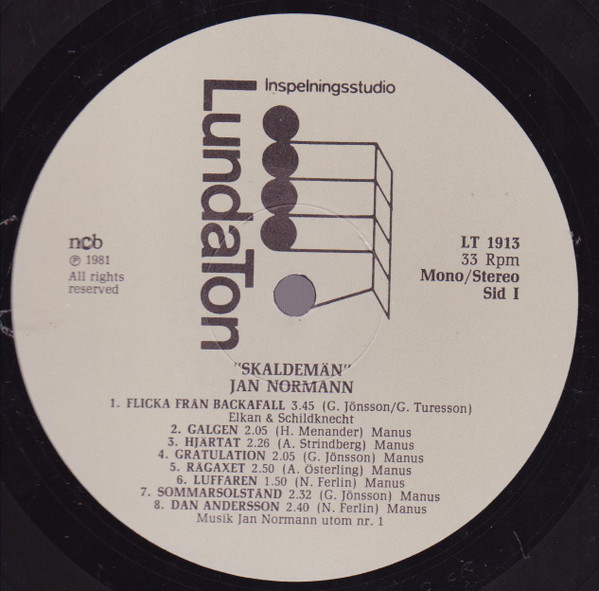 Inspelningsstudio
LundaTon
ncb
℗ 1981
All rights
reserved
LT 1913
33 Rpm
Mono/Stereo
Sid I
"SKALDEMÄN"
JAN NORMANN
1. FLICKA FRÅN BACKAFALL 3.45 (G. Jönsson/G. Turesson)
Elkan & Schildknecht
2. GALGEN 2.05 (H. Menander) Manus
3. HJÄRTAT 2.26 (A. Strindberg) Manus
4. GRATULATION 2.05 (G. Jönsson) Manus
5. RÅGAXET 2.50 (A. Österling) Manus
6. LUFFAREN 1.50 (N. Ferlin) Manus
7. SOMMARSOLSTÅND 2.32 (G. Jönsson) Manus
8. DAN ANDERSSON 2.40 (N. Ferlin) Manus
Musik Jan Normann utom nr. 1